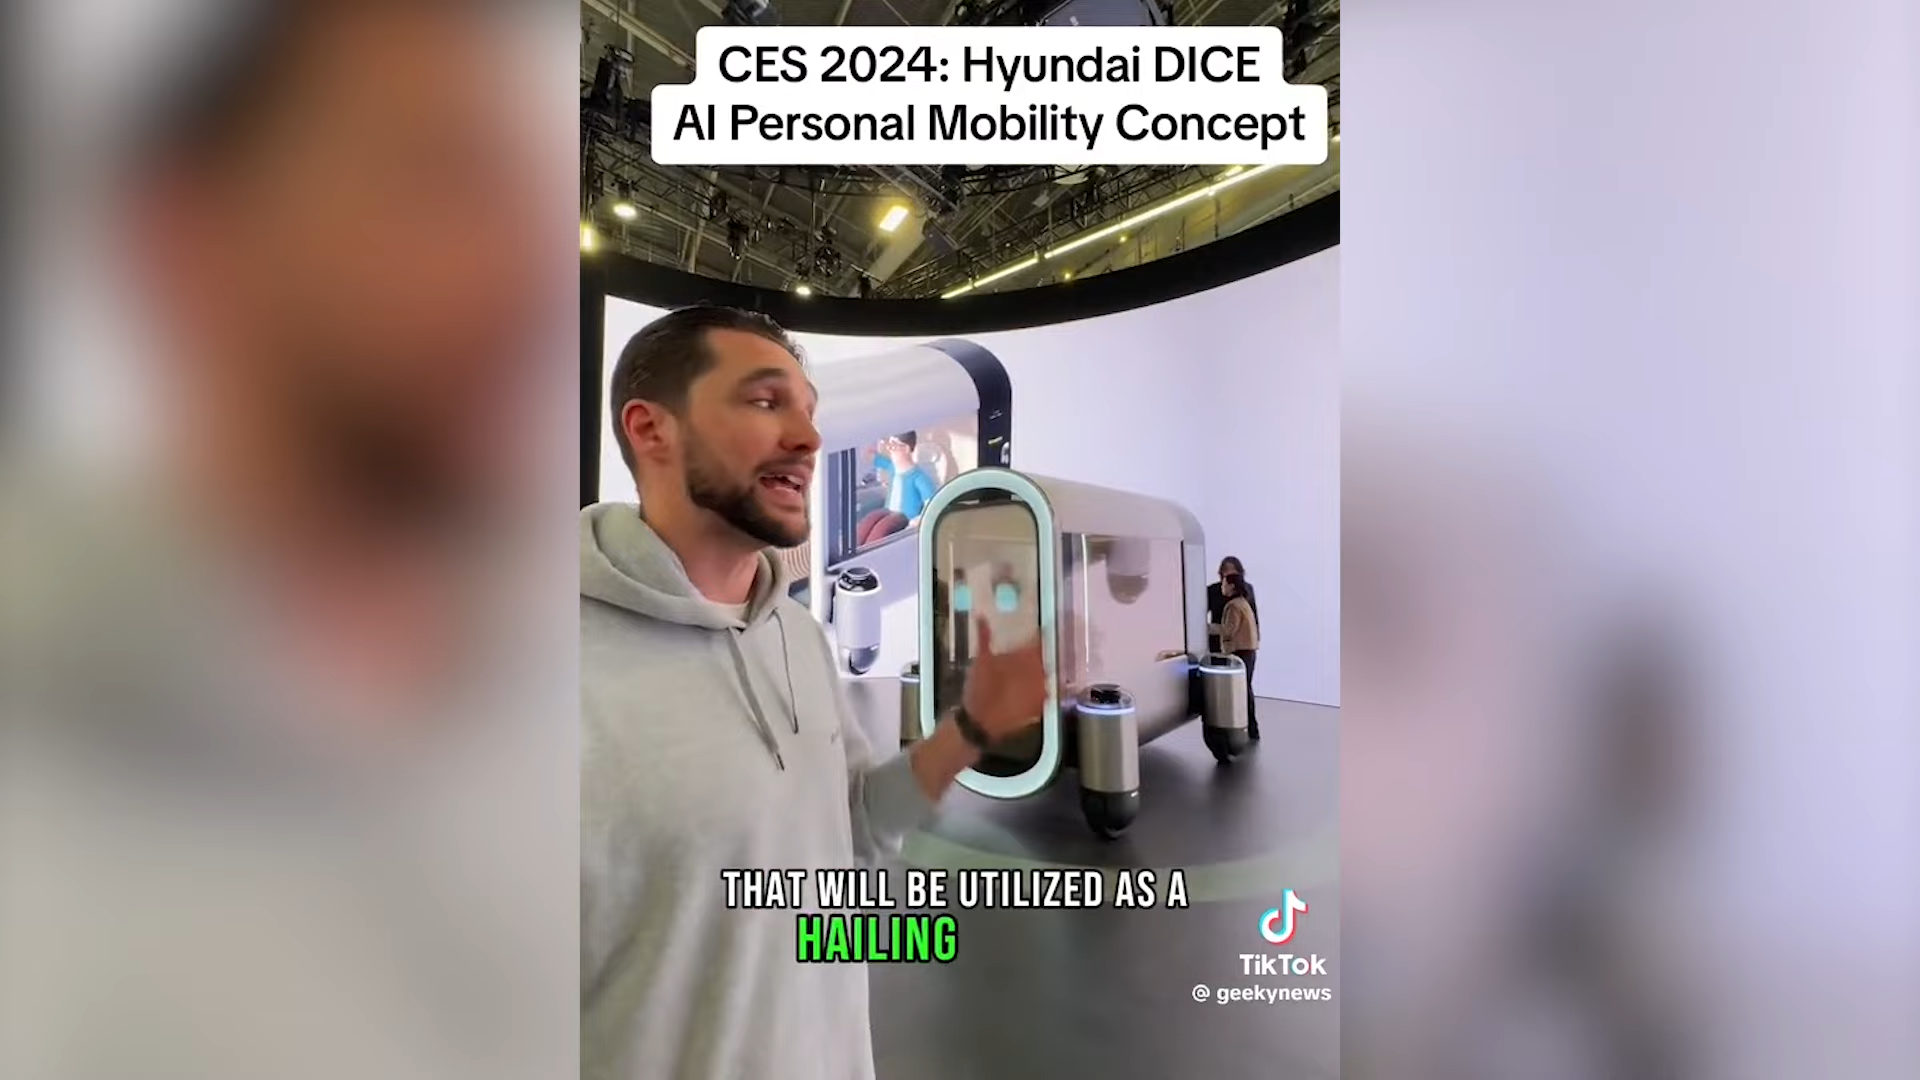 CES 2024: Hyundai DICE
AI Personal Mobility Concept
THAT WILL BE UTILIZED AS A
HAILING
TikTok
@ geekynews